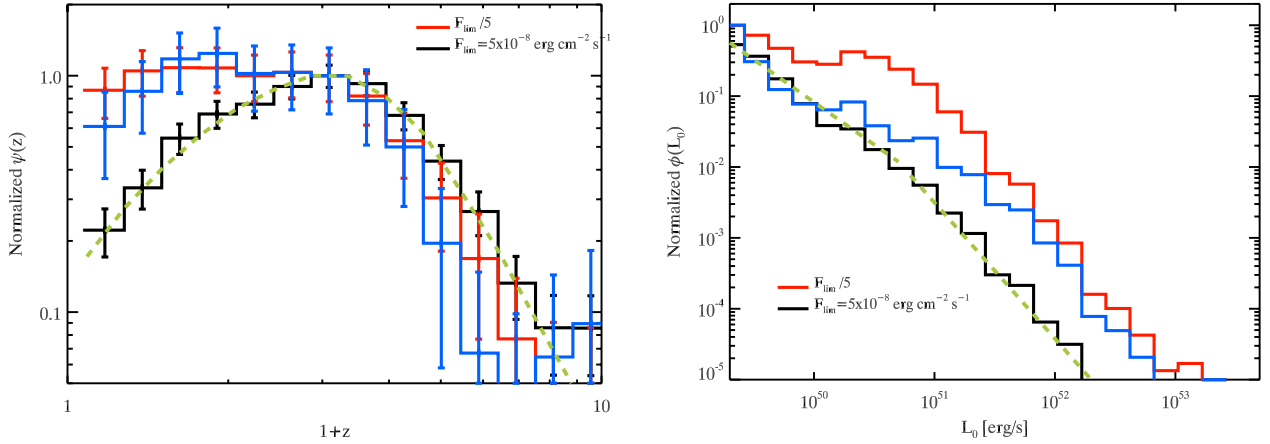 F_lim /5
F_lim=5x10^-8 erg cm^-2 s^-1
1.0
0.1
Normalized ψ(z)
1
10
1+z
10^0
10^-1
10^-2
10^-3
10^-4
10^-5
Normalized ϕ(L_0)
F_lim /5
F_lim=5x10^-8 erg cm^-2 s^-1
10^50
10^51
10^52
10^53
L_0 [erg/s]